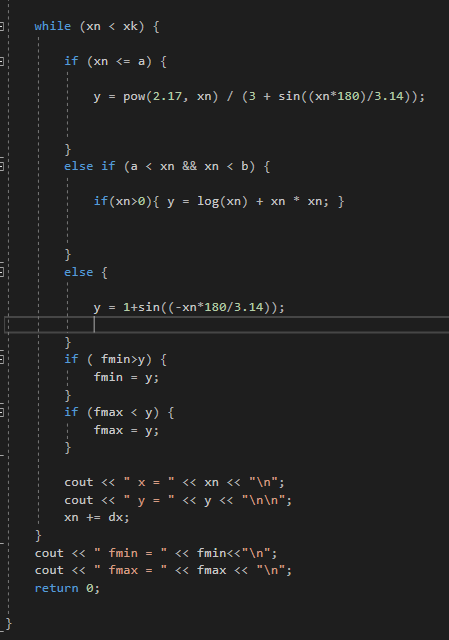 while (xn < xk) {
if (xn <= a) {
y = pow(2.17, xn) / (3 + sin((xn*180)/3.14));
}
else if (a < xn && xn < b) {
if(xn>0){ y = log(xn) + xn * xn; }
}
else {
y = 1+sin((-xn*180/3.14));
}
if ( fmin>y) {
fmin = y;
}
if (fmax < y) {
fmax = y;
}
cout << " x = " << xn << "\n";
cout << " y = " << y << "\n\n";
xn += dx;
}
cout << " fmin = " << fmin<<"\n";
cout << " fmax = " << fmax << "\n";
return 0;
}